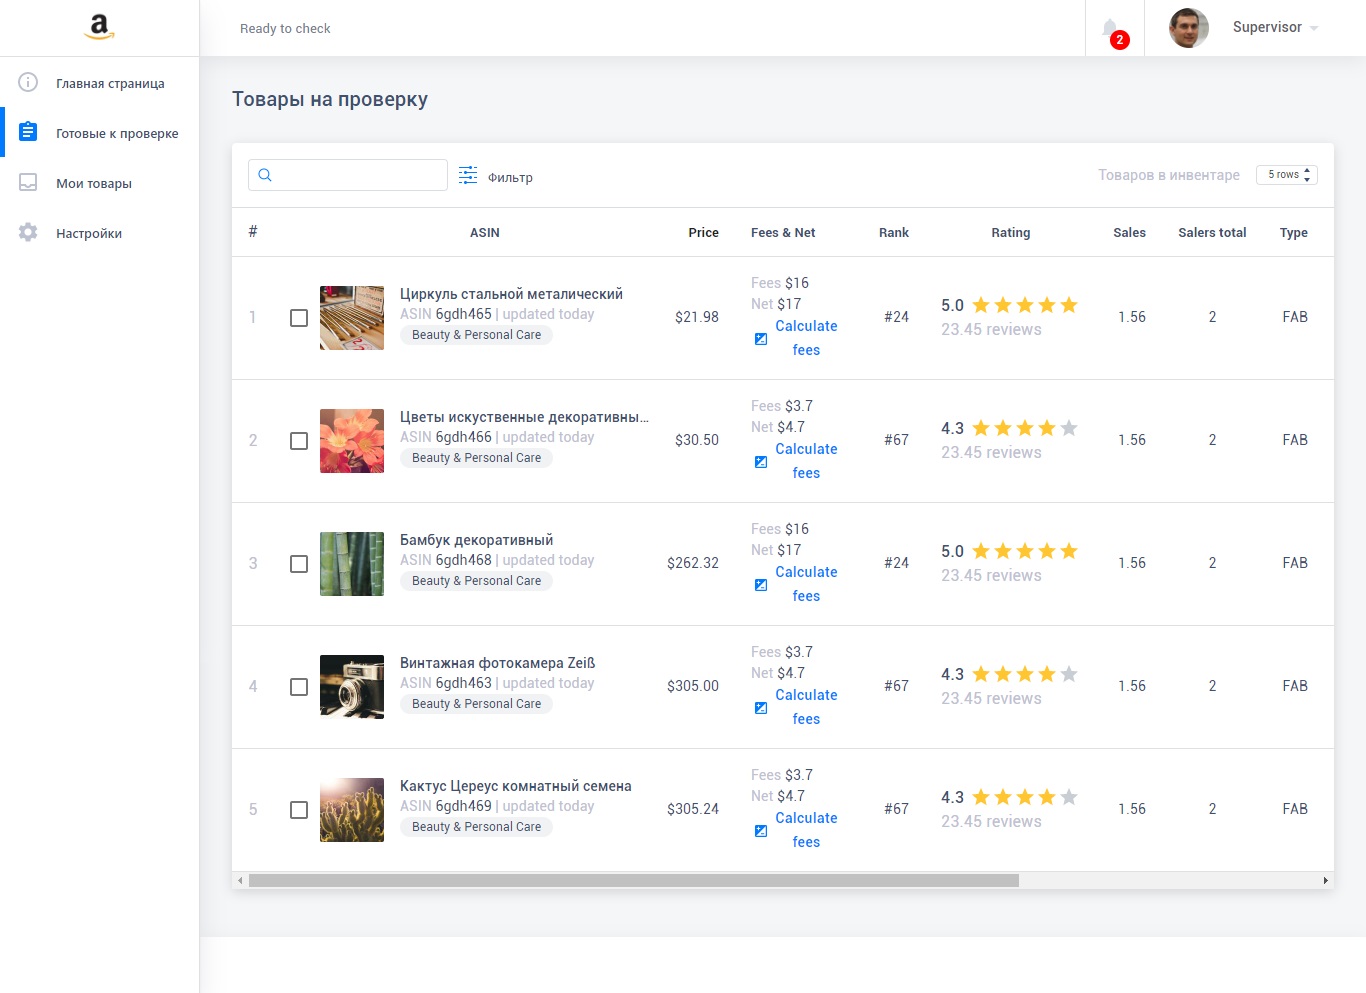 a
Ready to check
2
Supervisor
Главная страница
Готовые к проверке
Мои товары
Настройки
Товары на проверку
Фильтр
Товаров в инвентаре
5 rows
# ASIN Price Fees & Net Rank Rating Sales Salers total Type
1
Циркуль стальной металический
ASIN 6gdh465 | updated today
Beauty & Personal Care
$21.98
Fees $16
Net $17
Calculate
fees
#24
5.0
23.45 reviews
1.56
2
FAB
2
Цветы искуственные декоративны...
ASIN 6gdh466 | updated today
Beauty & Personal Care
$30.50
Fees $3.7
Net $4.7
Calculate
fees
#67
4.3
23.45 reviews
1.56
2
FAB
3
Бамбук декоративный
ASIN 6gdh468 | updated today
Beauty & Personal Care
$262.32
Fees $16
Net $17
Calculate
fees
#24
5.0
23.45 reviews
1.56
2
FAB
4
Винтажная фотокамера Zeiß
ASIN 6gdh463 | updated today
Beauty & Personal Care
$305.00
Fees $3.7
Net $4.7
Calculate
fees
#67
4.3
23.45 reviews
1.56
2
FAB
5
Кактус Цереус комнатный семена
ASIN 6gdh469 | updated today
Beauty & Personal Care
$305.24
Fees $3.7
Net $4.7
Calculate
fees
#67
4.3
23.45 reviews
1.56
2
FAB